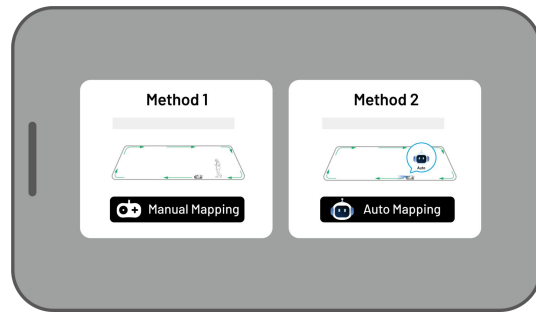 Method 1
Manual Mapping
Method 2
Auto
Auto Mapping